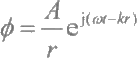 ϕ = A/r e^{j(ωt−kr)}